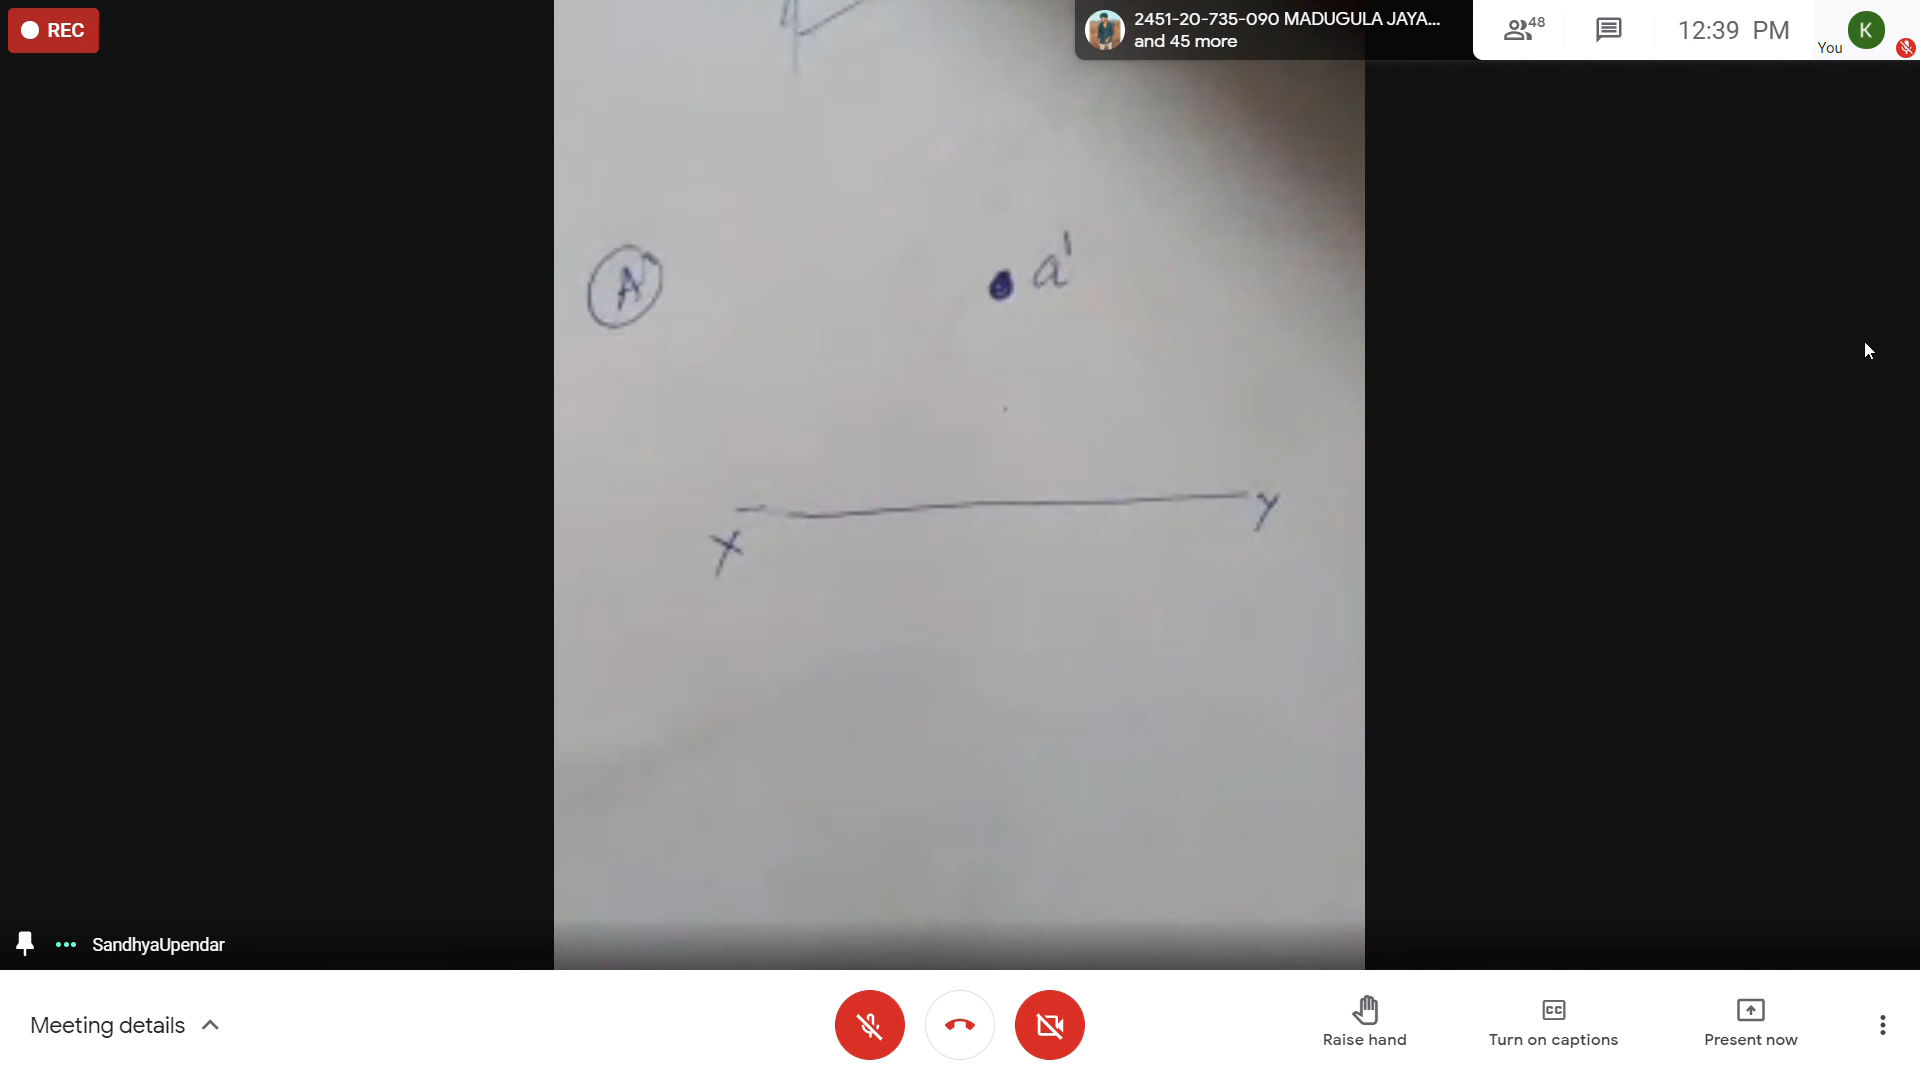 REC
2451-20-735-090 MADUGULA JAYA...
and 45 more
48
12:39 PM
You
K
A
a'
X
Y
SandhyaUpendar
Meeting details
CC
Raise hand
Turn on captions
Present now